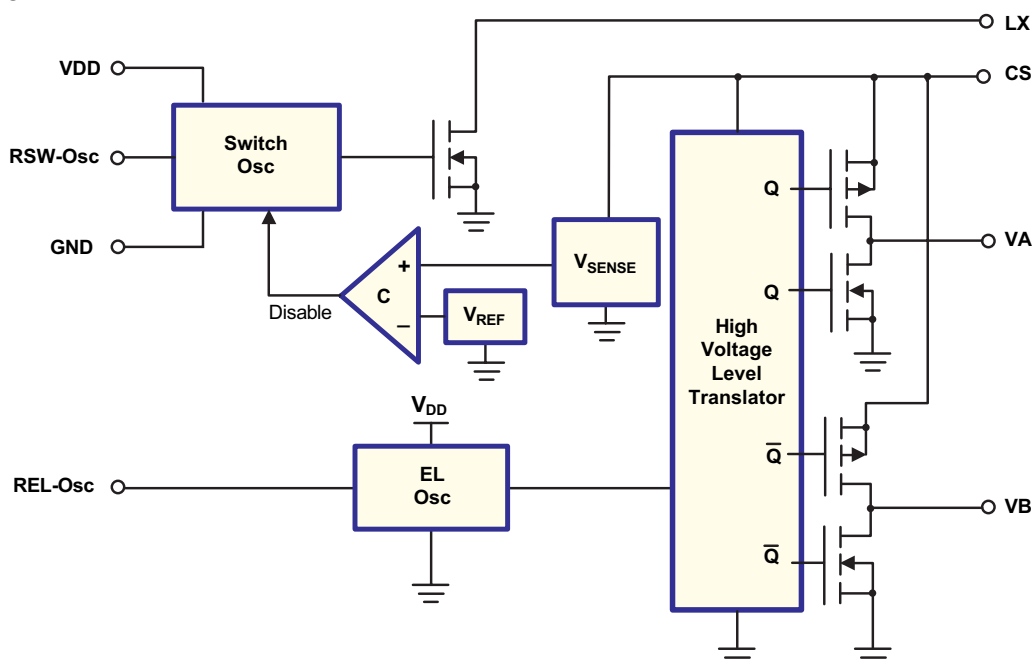 LX
VDD
CS
Switch
Osc
RSW-Osc
Q
GND
VA
+
VSENSE
C
Q
Disable
–
VREF
High
Voltage
Level
Translator
VDD
Q̅
REL-Osc
EL
Osc
VB
Q̅